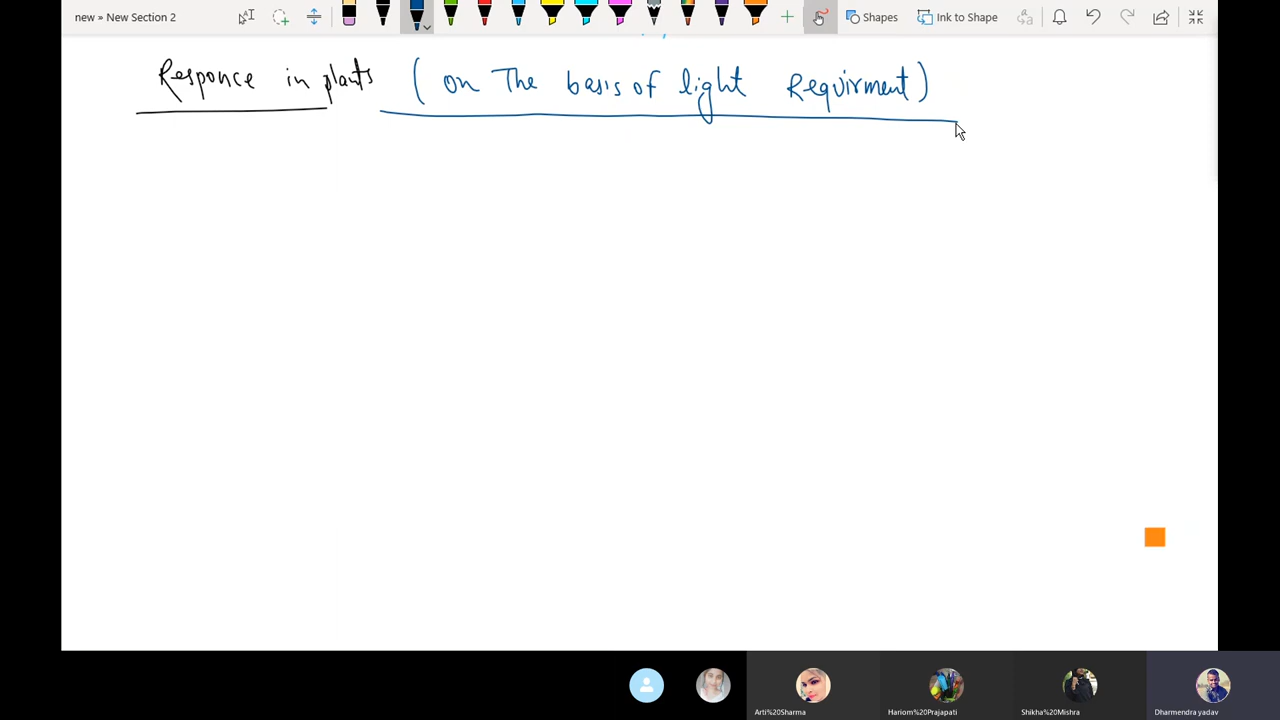 new » New Section 2
Shapes
Ink to Shape
Responce in plants (on The basis of light Requirment)
Arti%20Sharma
Hariom%20Prajapati
Shikha%20Mishra
Dharmendra yadav